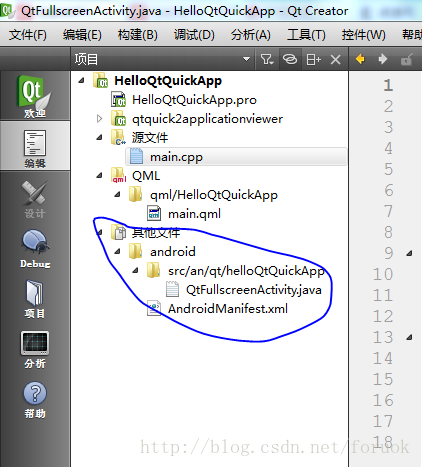 QtFullscreenActivity.java - HelloQtQuickApp - Qt Creator
文件(F) 编辑(E) 构建(B) 调试(D) 分析(A) 工具(T) 控件(W) 帮助
项目
HelloQtQuickApp
HelloQtQuickApp.pro
qtquick2applicationviewer
源文件
main.cpp
QML
qml/HelloQtQuickApp
main.qml
其他文件
android
src/an/qt/helloQtQuickApp
QtFullscreenActivity.java
AndroidManifest.xml
Qt
欢迎
编辑
设计
Debug
项目
分析
帮助
1
2
3
4
5
6
7
8
9
10
11
12
13
14
15
16
17
18
http://blog.csdn.net/foruok